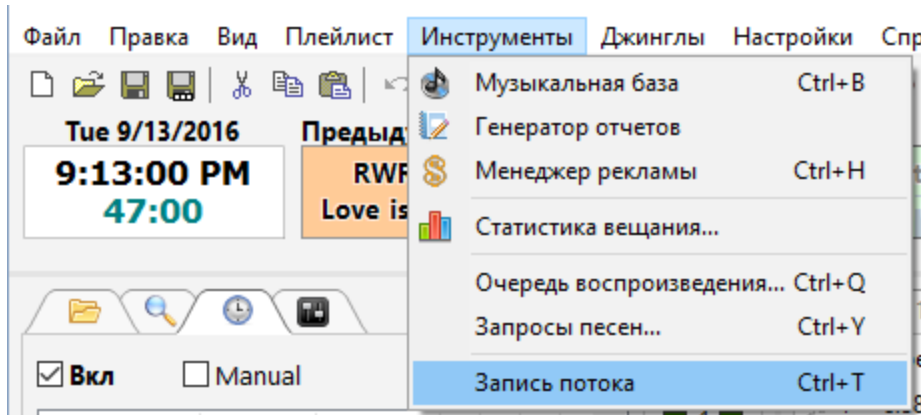 Файл Правка Вид Плейлист Инструменты Джинглы Настройки
Музыкальная база Ctrl+B
Tue 9/13/2016
Генератор отчетов
9:13:00 PM
Менеджер рекламы Ctrl+H
47:00 Love is
Статистика вещания...
Очередь воспроизведения... Ctrl+Q
Запросы песен... Ctrl+Y
Вкл Manual
Запись потока Ctrl+T